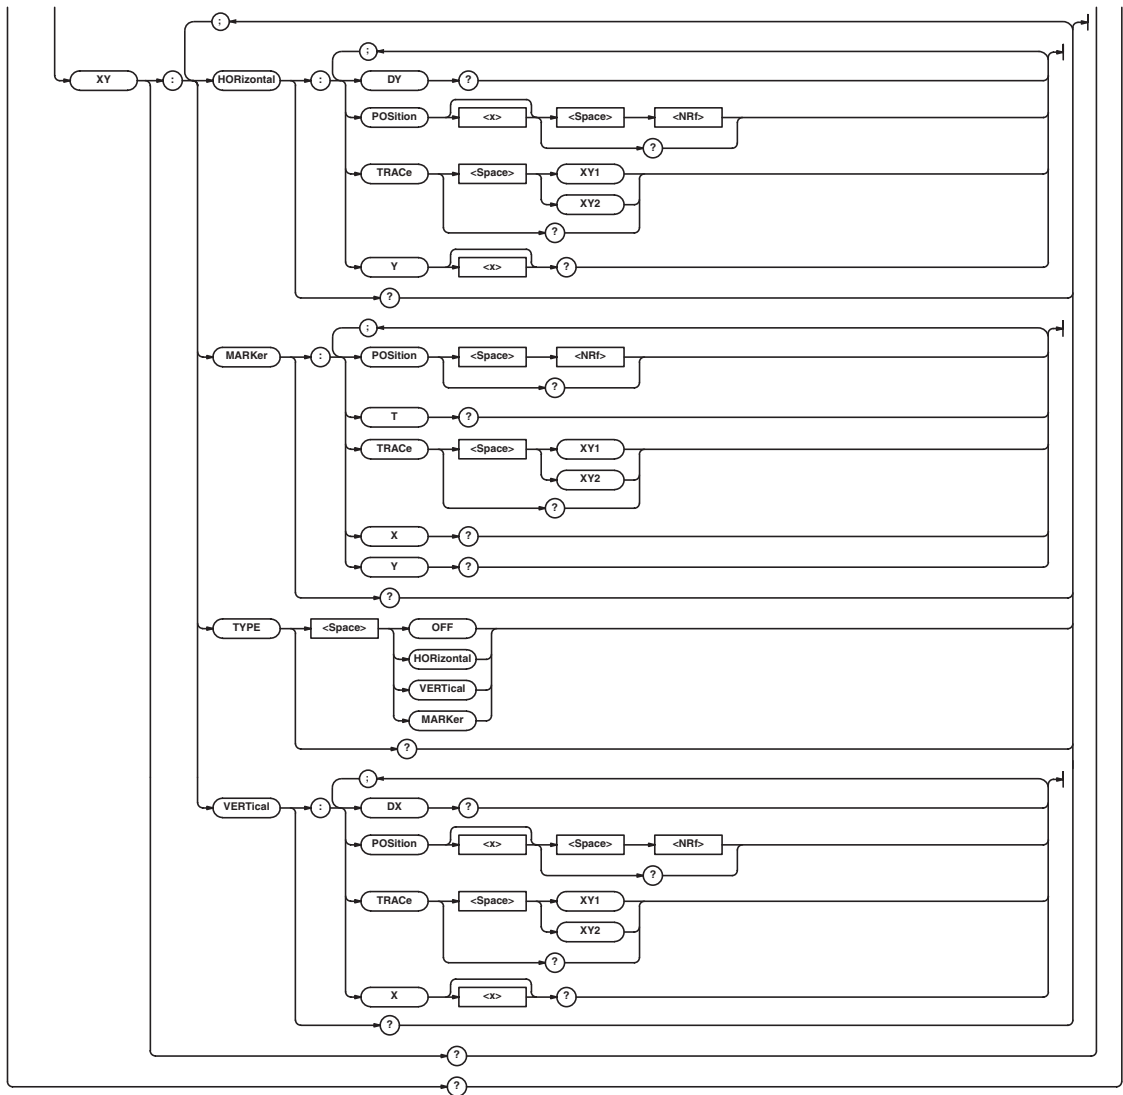 ;
;
XY : HORizontal : DY ?
POSition <x> <Space> <NRf>
?
TRACe <Space> XY1
XY2
?
Y <x> ?
?
;
MARKer : POSition <Space> <NRf>
?
T ?
TRACe <Space> XY1
XY2
?
X ?
Y ?
?
TYPE <Space> OFF
HORizontal
VERTical
MARKer
?
;
VERTical : DX ?
POSition <x> <Space> <NRf>
?
TRACe <Space> XY1
XY2
?
X <x> ?
?
?
?